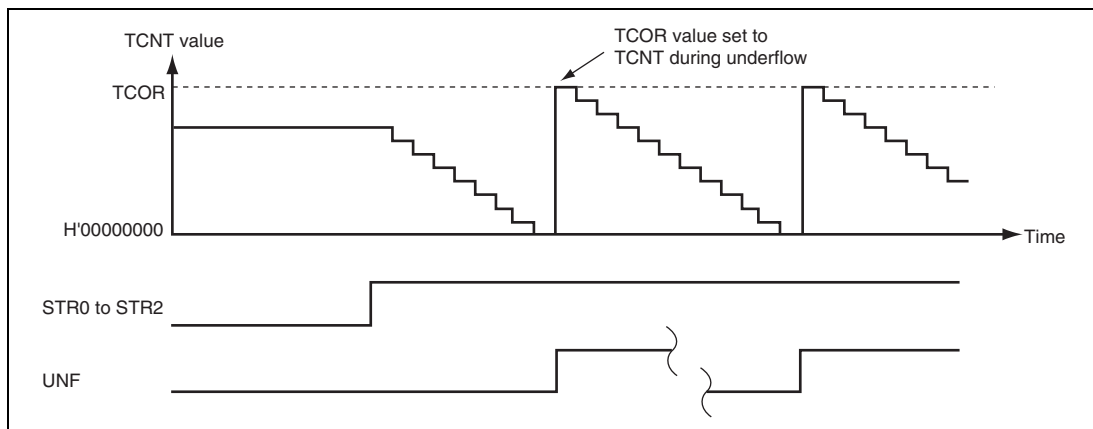 TCNT value
TCOR value set to
TCNT during underflow
TCOR
H'00000000
Time
STR0 to STR2
UNF